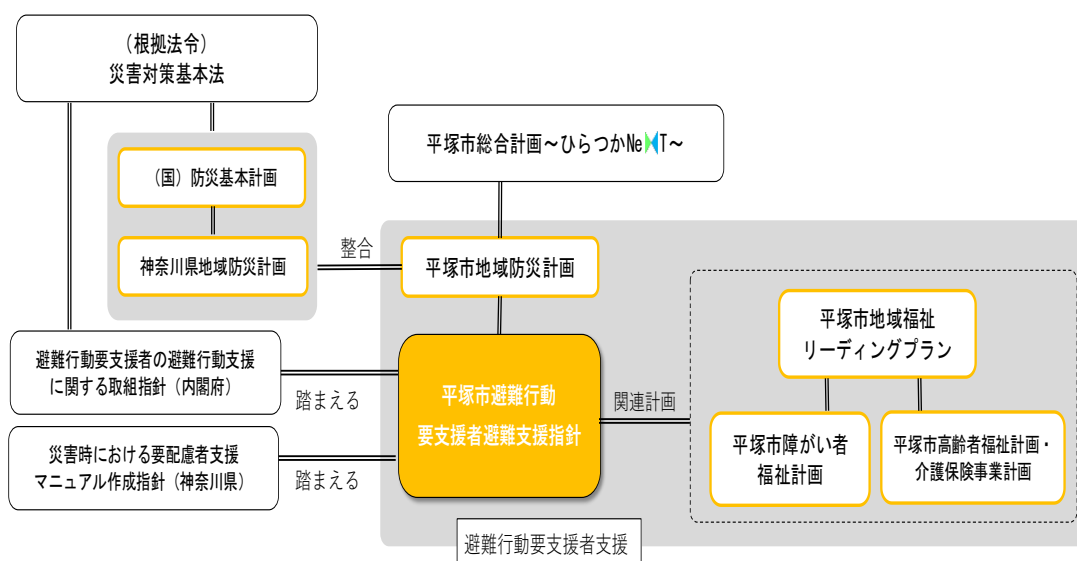 （根拠法令）
災害対策基本法
平塚市総合計画～ひらつかNeXT～
（国）防災基本計画
神奈川県地域防災計画
整合
平塚市地域防災計画
平塚市地域福祉
リーディングプラン
避難行動要支援者の避難行動支援
に関する取組指針（内閣府）
踏まえる
平塚市避難行動
要支援者避難支援指針
関連計画
平塚市障がい者
福祉計画
平塚市高齢者福祉計画・
介護保険事業計画
災害時における要配慮者支援
マニュアル作成指針（神奈川県）
踏まえる
避難行動要支援者支援